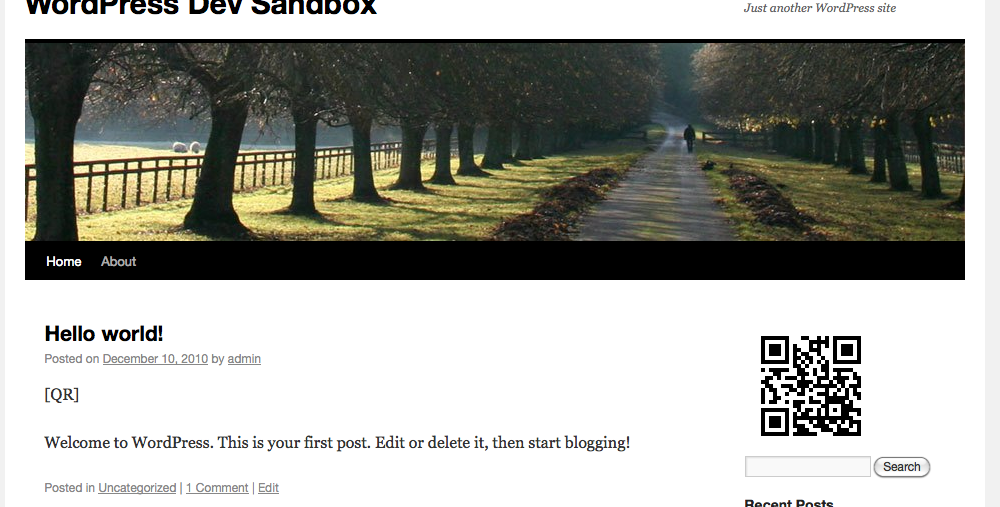 WordPress Dev Sandbox
Just another WordPress site
Home About
Hello world!
Posted on December 10, 2010 by admin
[QR]
Welcome to WordPress. This is your first post. Edit or delete it, then start blogging!
Posted in Uncategorized | 1 Comment | Edit
Search
Recent Posts